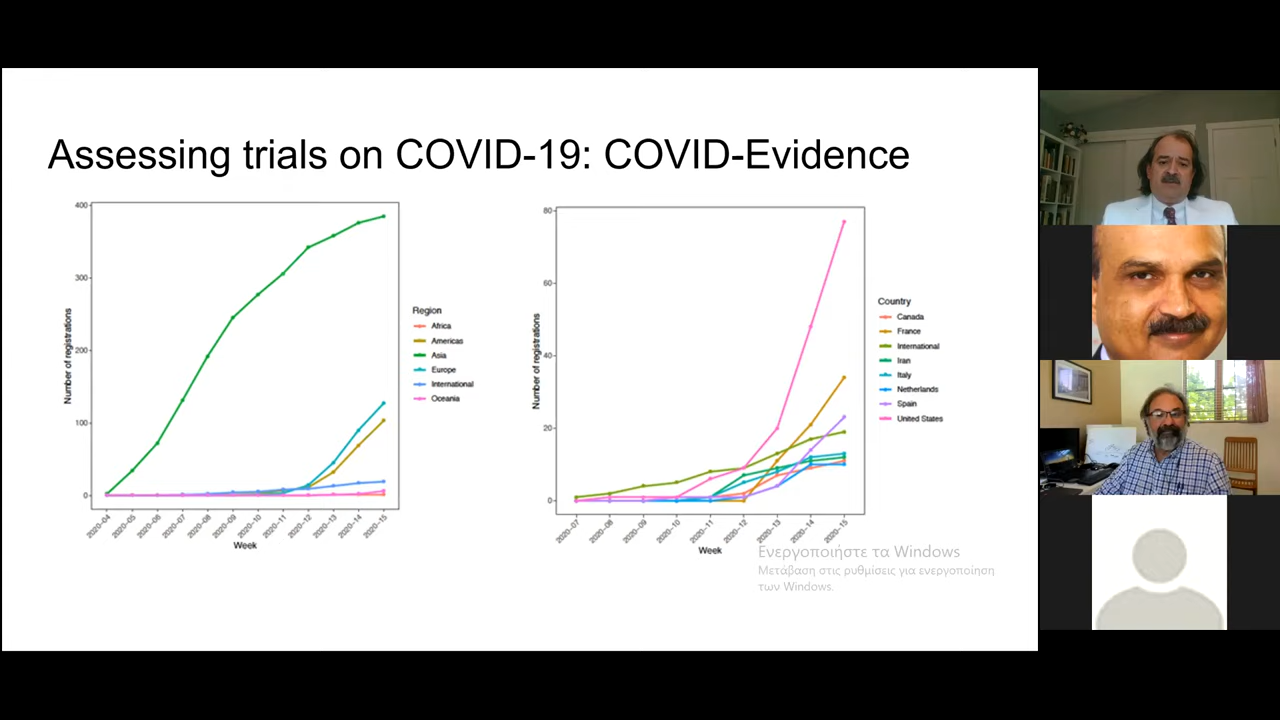 Assessing trials on COVID-19: COVID-Evidence
400
300
200
100
0
Number of registrations
2020-04
2020-05
2020-06
2020-07
2020-08
2020-09
2020-10
2020-11
2020-12
2020-13
2020-14
2020-15
Week
Region
Africa
Americas
Asia
Europe
International
Oceania
80
60
40
20
0
Number of registrations
2020-07
2020-08
2020-09
2020-10
2020-11
2020-12
2020-13
2020-14
2020-15
Week
Country
Canada
France
International
Iran
Italy
Netherlands
Spain
United States
Ενεργοποιήστε τα Windows
Μετάβαση στις ρυθμίσεις για ενεργοποίηση
των Windows.